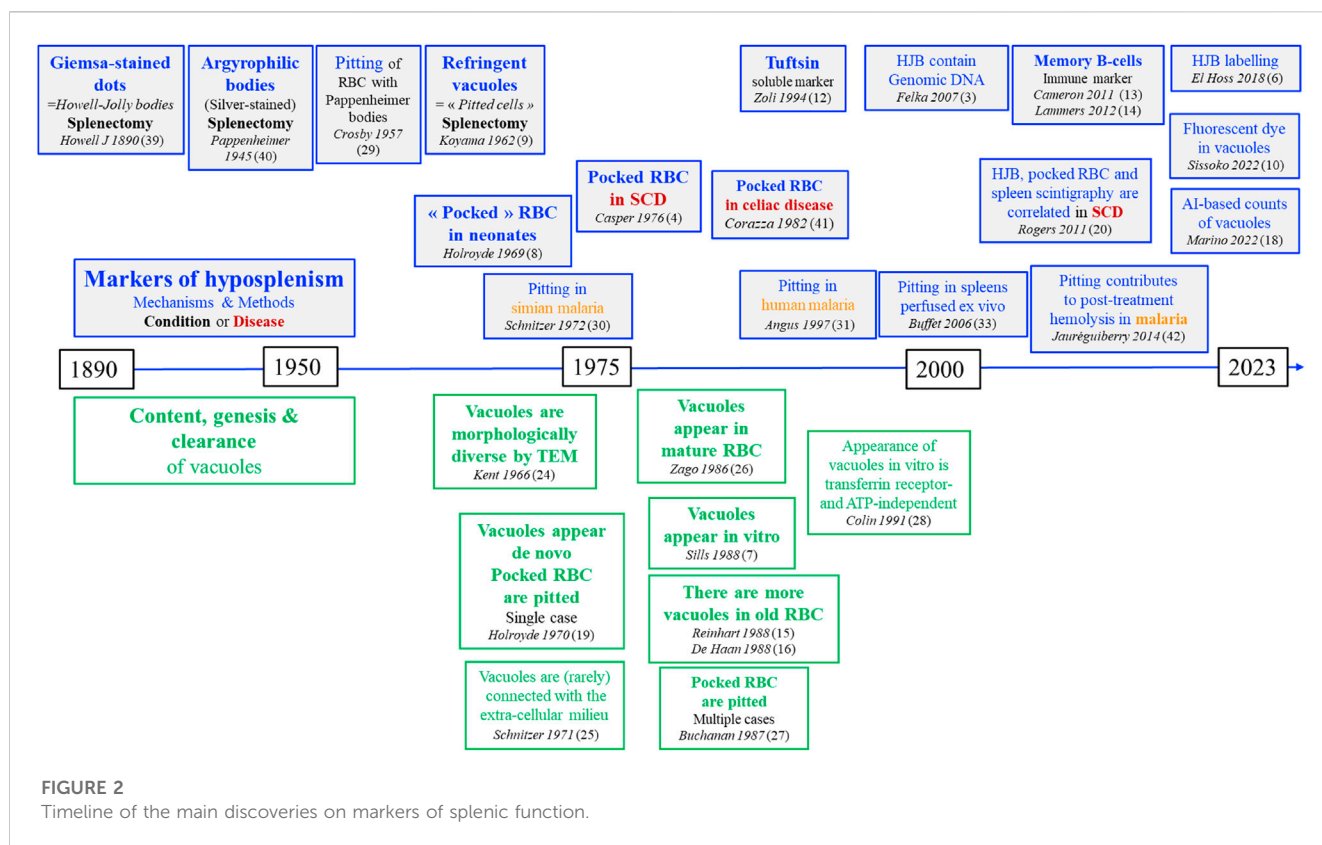 Giemsa-stained
dots
=Howell-Jolly bodies
Splenectomy
Howell J 1890 (39)
Argyrophilic
bodies
(Silver-stained)
Splenectomy
Pappenheimer
1945 (40)
Pitting of
RBC with
Pappenheimer
bodies
Crosby 1957
(29)
Refringent
vacuoles
= « Pitted cells »
Splenectomy
Koyama 1962 (9)
Tuftsin
soluble marker
Zoli 1994 (12)
HJB contain
Genomic DNA
Felka 2007 (3)
Memory B-cells
Immune marker
Cameron 2011 (13)
Lammers 2012 (14)
HJB labelling
El Hoss 2018 (6)
Fluorescent dye
in vacuoles
Sissoko 2022 (10)
« Pocked » RBC
in neonates
Holroyde 1969 (8)
Pocked RBC
in SCD
Casper 1976 (4)
Pocked RBC
in celiac disease
Corazza 1982 (41)
HJB, pocked RBC and
spleen scintigraphy are
correlated in SCD
Rogers 2011 (20)
AI-based counts
of vacuoles
Marino 2022 (18)
Markers of hyposplenism
Mechanisms & Methods
Condition or Disease
Pitting in
simian malaria
Schnitzer 1972 (30)
Pitting in
human malaria
Angus 1997 (31)
Pitting in spleens
perfused ex vivo
Buffet 2006 (33)
Pitting contributes
to post-treatment
hemolysis in malaria
Jauréguiberry 2014 (42)
1890
1950
1975
2000
2023
Content, genesis &
clearance
of vacuoles
Vacuoles are
morphologically
diverse by TEM
Kent 1966 (24)
Vacuoles
appear in
mature RBC
Zago 1986 (26)
Appearance of
vacuoles in vitro is
transferrin receptor-
and ATP-independent
Colin 1991 (28)
Vacuoles appear
de novo
Pocked RBC
are pitted
Single case
Holroyde 1970 (19)
Vacuoles
appear in vitro
Sills 1988 (7)
There are more
vacuoles in old RBC
Reinhart 1988 (15)
De Haan 1988 (16)
Vacuoles are (rarely)
connected with the
extra-cellular milieu
Schnitzer 1971 (25)
Pocked RBC
are pitted
Multiple cases
Buchanan 1987 (27)
FIGURE 2
Timeline of the main discoveries on markers of splenic function.